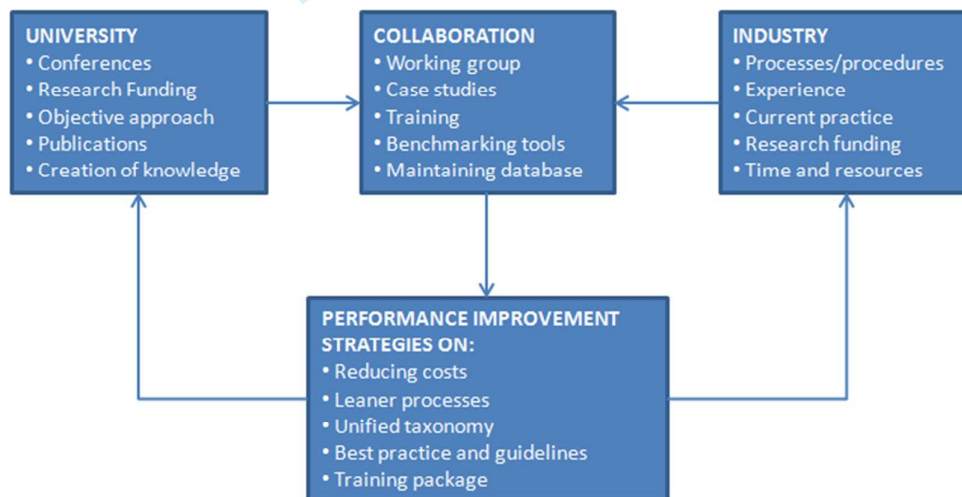 UNIVERSITY
• Conferences
• Research Funding
• Objective approach
• Publications
• Creation of knowledge
COLLABORATION
• Working group
• Case studies
• Training
• Benchmarking tools
• Maintaining database
INDUSTRY
• Processes/procedures
• Experience
• Current practice
• Research funding
• Time and resources
PERFORMANCE IMPROVEMENT
STRATEGIES ON:
• Reducing costs
• Leaner processes
• Unified taxonomy
• Best practice and guidelines
• Training package